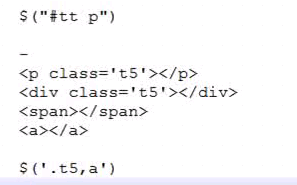 $("#tt p")
–
<p class='t5'></p>
<div class='t5'></div>
<span></span>
<a></a>
$('.t5,a')